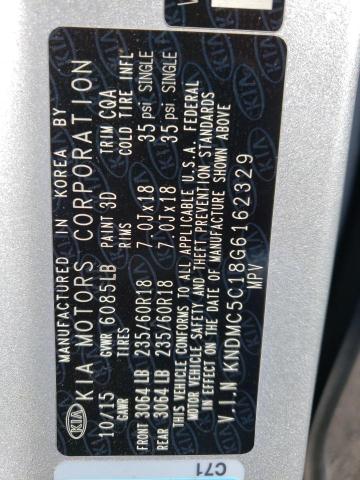 MANUFACTURED IN KOREA BY
KIA KIA MOTORS CORPORATION
10/15 GVWR 6085LB PAINT 3D TRIM CQA
GAWR TIRES RIMS COLD TIRE INFL
FRONT 3064 LB 235/60R18 7.0Jx18 35 psi SINGLE
REAR 3064 LB 235/60R18 7.0Jx18 35 psi SINGLE
THIS VEHICLE CONFORMS TO ALL APPLICABLE U.S.A. FEDERAL
MOTOR VEHICLE SAFETY AND THEFT PREVENTION STANDARDS
IN EFFECT ON THE DATE OF MANUFACTURE SHOWN ABOVE
V.I.N KNDMC5C18G6162329
MPV
C71